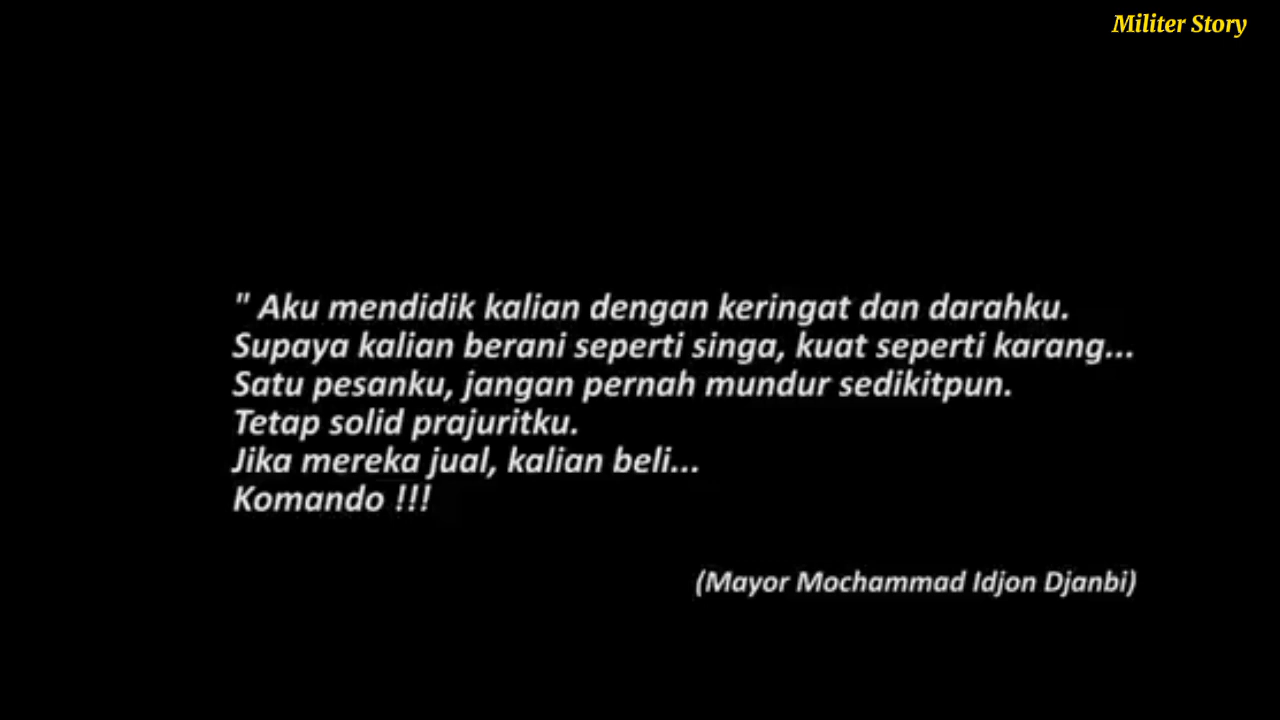 Militer Story
" Aku mendidik kalian dengan keringat dan darahku.
Supaya kalian berani seperti singa, kuat seperti karang...
Satu pesanku, jangan pernah mundur sedikitpun.
Tetap solid prajuritku.
Jika mereka jual, kalian beli...
Komando !!!
(Mayor Mochammad Idjon Djanbi)